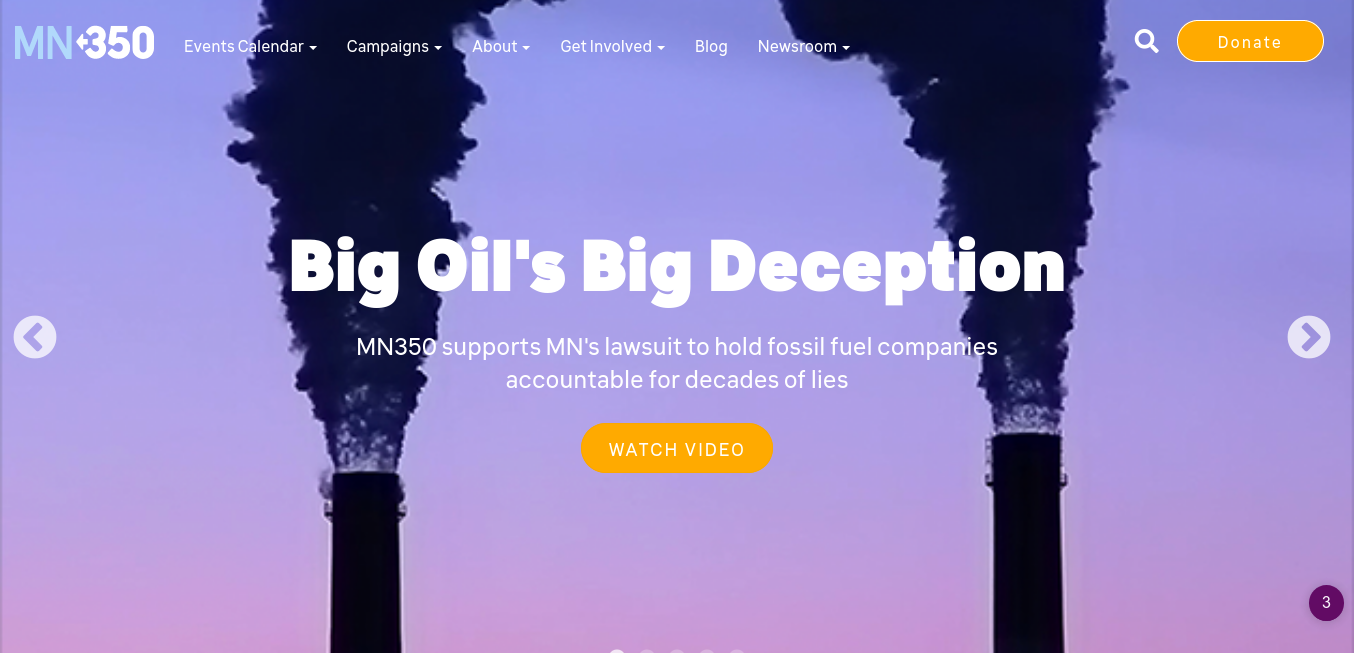 MN350
Events Calendar
Campaigns
About
Get Involved
Blog
Newsroom
Donate
Big Oil's Big Deception
MN350 supports MN's lawsuit to hold fossil fuel companies
accountable for decades of lies
WATCH VIDEO
3